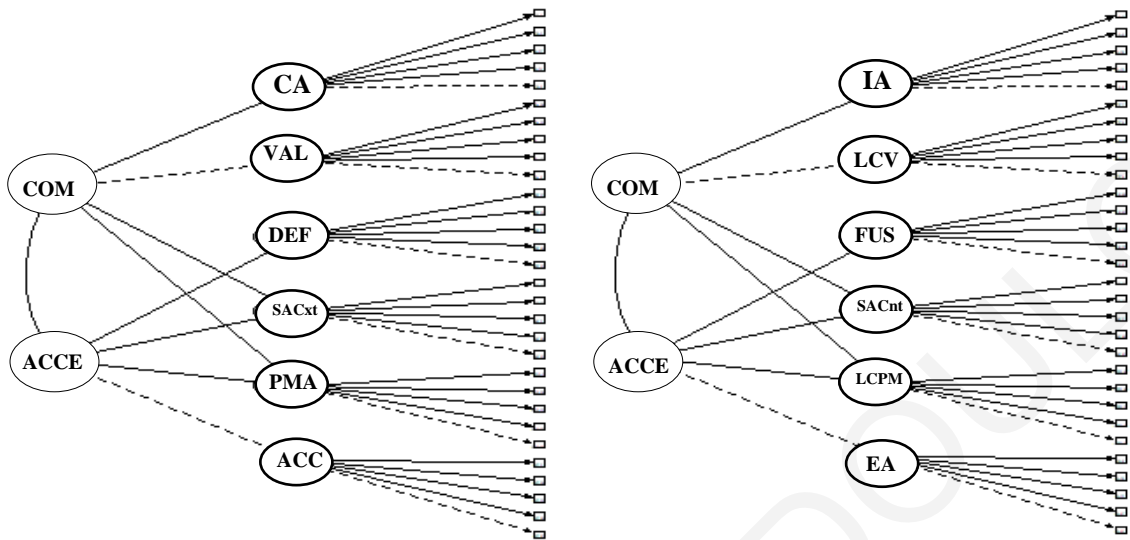 CA
VAL
COM
DEF
SACxt
ACCE
PMA
ACC
IA
LCV
COM
FUS
SACnt
ACCE
LCPM
EA